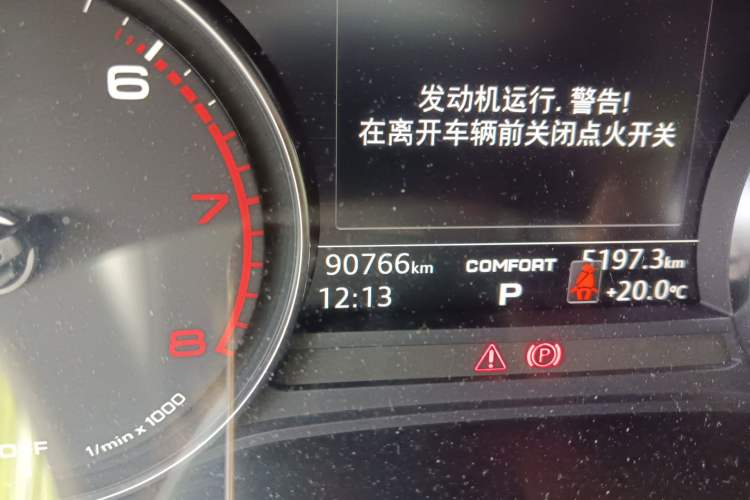 6
发动机运行. 警告!
在离开车辆前关闭点火开关
7
90766km COMFORT 5197.3km
12:13 P +20.0°C
8
P
1/min x 1000